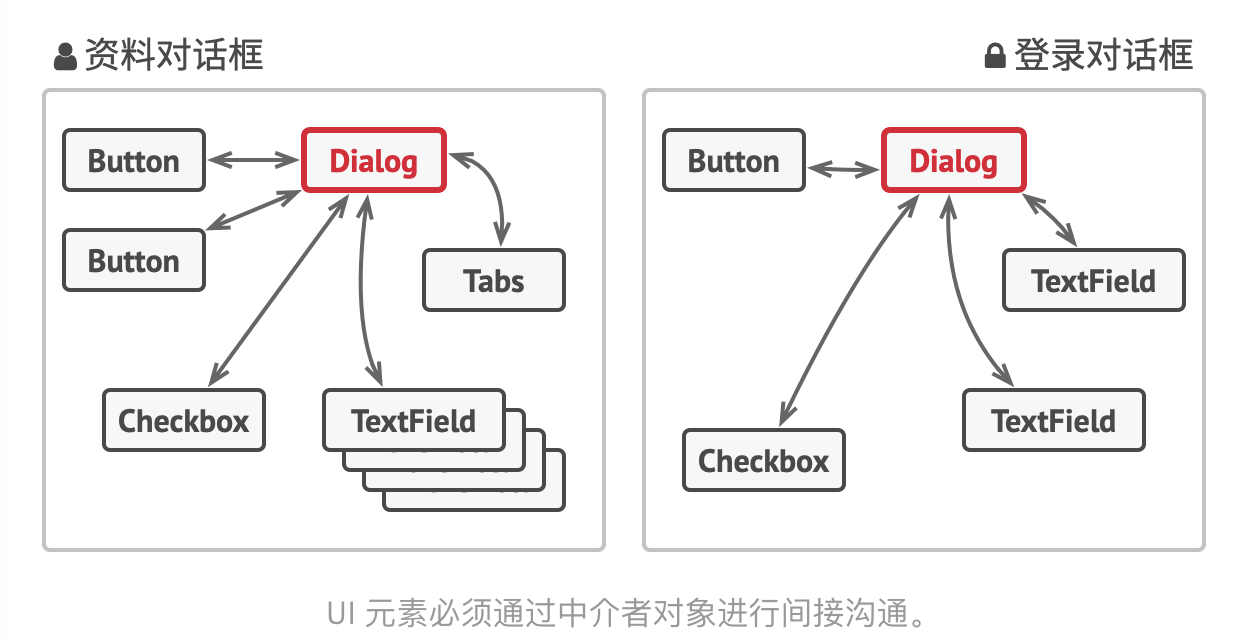 资料对话框
登录对话框
Button
Dialog
Button
Tabs
Checkbox
TextField
Button
Dialog
TextField
TextField
Checkbox
UI 元素必须通过中介者对象进行间接沟通。